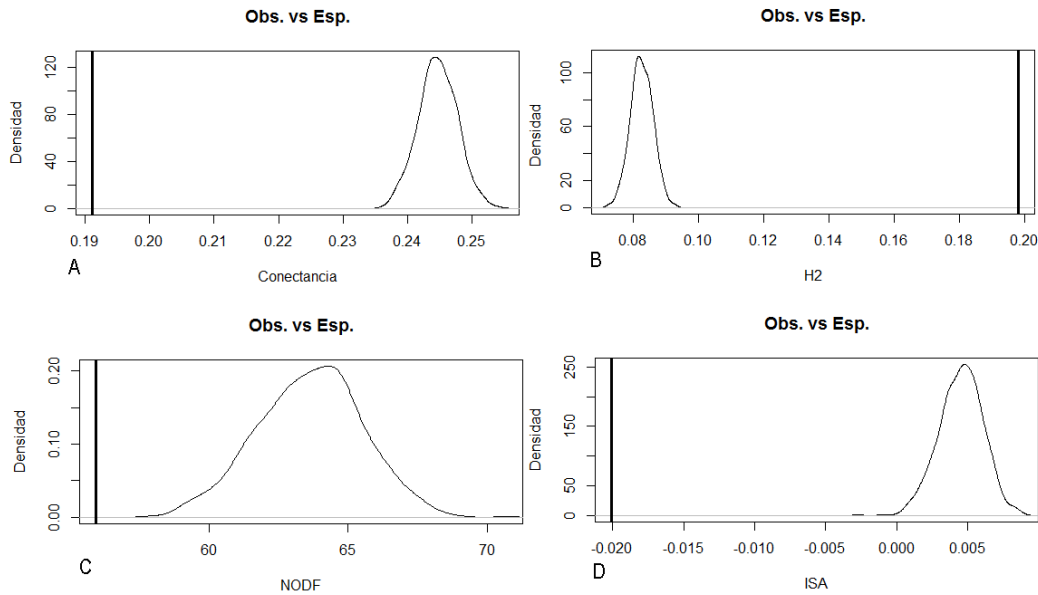 Obs. vs Esp.
Densidad
0 40 80 120
0.19 0.20 0.21 0.22 0.23 0.24 0.25
A
Conectancia
Obs. vs Esp.
Densidad
0 20 60 100
0.08 0.10 0.12 0.14 0.16 0.18 0.20
B
H2
Obs. vs Esp.
Densidad
0.00 0.10 0.20
60 65 70
C
NODF
Obs. vs Esp.
Densidad
0 50 150 250
-0.020 -0.015 -0.010 -0.005 0.000 0.005
D
ISA